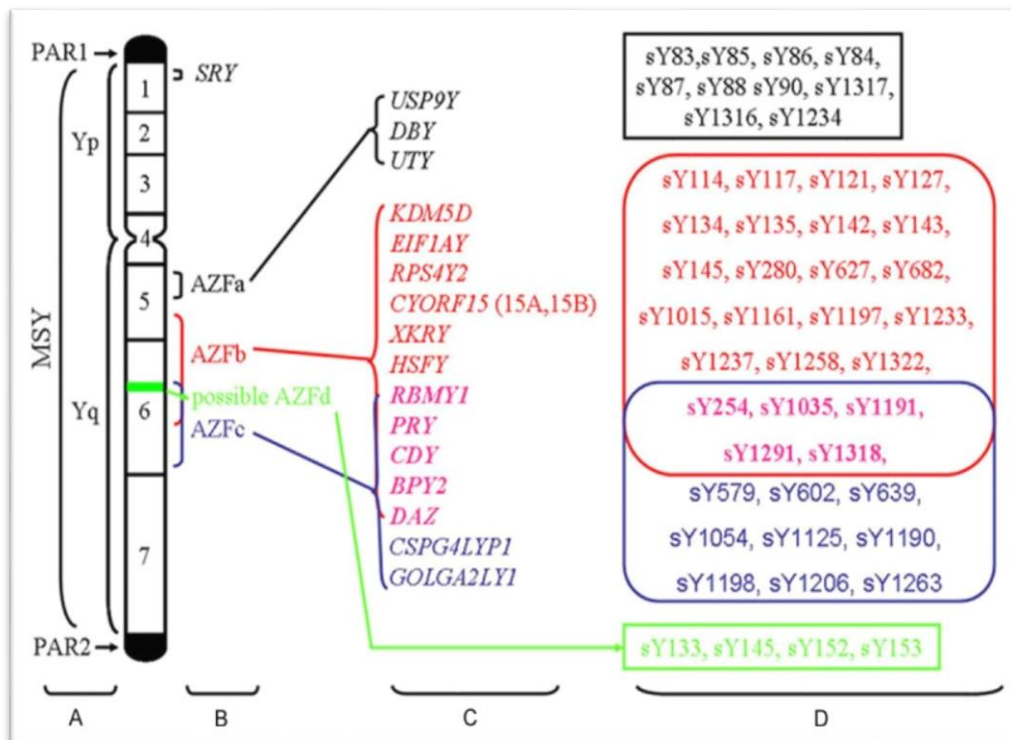 PAR1
SRY
1
2
3
4
5
6
7
Yp
Yq
MSY
PAR2
AZFa
AZFb
possible AZFd
AZFc
USP9Y
DBY
UTY
KDM5D
EIF1AY
RPS4Y2
CYORF15 (15A,15B)
XKRY
HSFY
RBMY1
PRY
CDY
BPY2
DAZ
CSPG4LYP1
GOLGA2LY1
sY83,sY85, sY86, sY84,
sY87, sY88 sY90, sY1317,
sY1316, sY1234
sY114, sY117, sY121, sY127,
sY134, sY135, sY142, sY143,
sY145, sY280, sY627, sY682,
sY1015, sY1161, sY1197, sY1233,
sY1237, sY1258, sY1322,
sY254, sY1035, sY1191,
sY1291, sY1318,
sY579, sY602, sY639,
sY1054, sY1125, sY1190,
sY1198, sY1206, sY1263
sY133, sY145, sY152, sY153
A
B
C
D